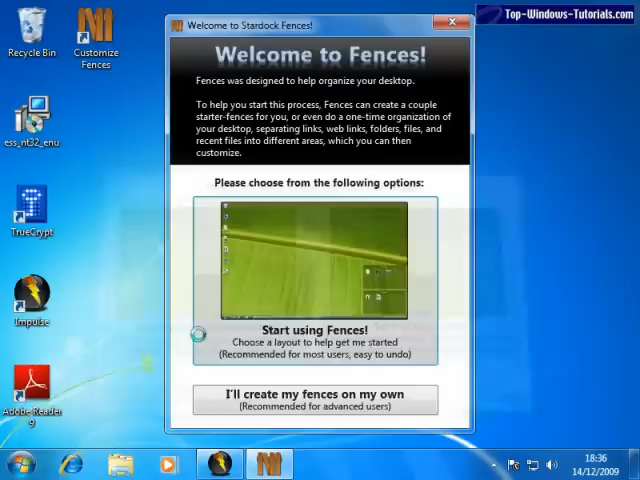 Top-Windows-Tutorials.com
Recycle Bin
Customize
Fences
ess_nt32_enu
TrueCrypt
Impulse
Adobe Reader
9
Welcome to Stardock Fences!
Welcome to Fences!
Fences was designed to help organize your desktop.
To help you start this process, Fences can create a couple
starter-fences for you, or even do a one-time organization of
your desktop, separating links, web links, folders, files, and
recent files into different areas, which you can then
customize.
Please choose from the following options:
Start using Fences!
Choose a layout to help get me started
(Recommended for most users, easy to undo)
I'll create my fences on my own
(Recommended for advanced users)
18:36
14/12/2009